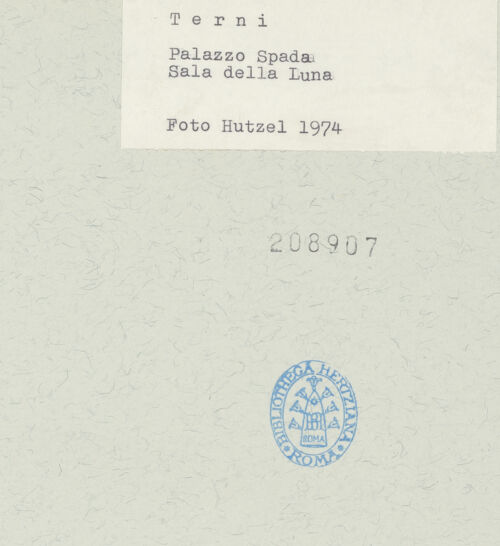 T e r n i
Palazzo Spada
Sala della Luna
Foto Hutzel 1974
208907
BIBLIOTHECA HERTZIANA
ROMA
ROMA